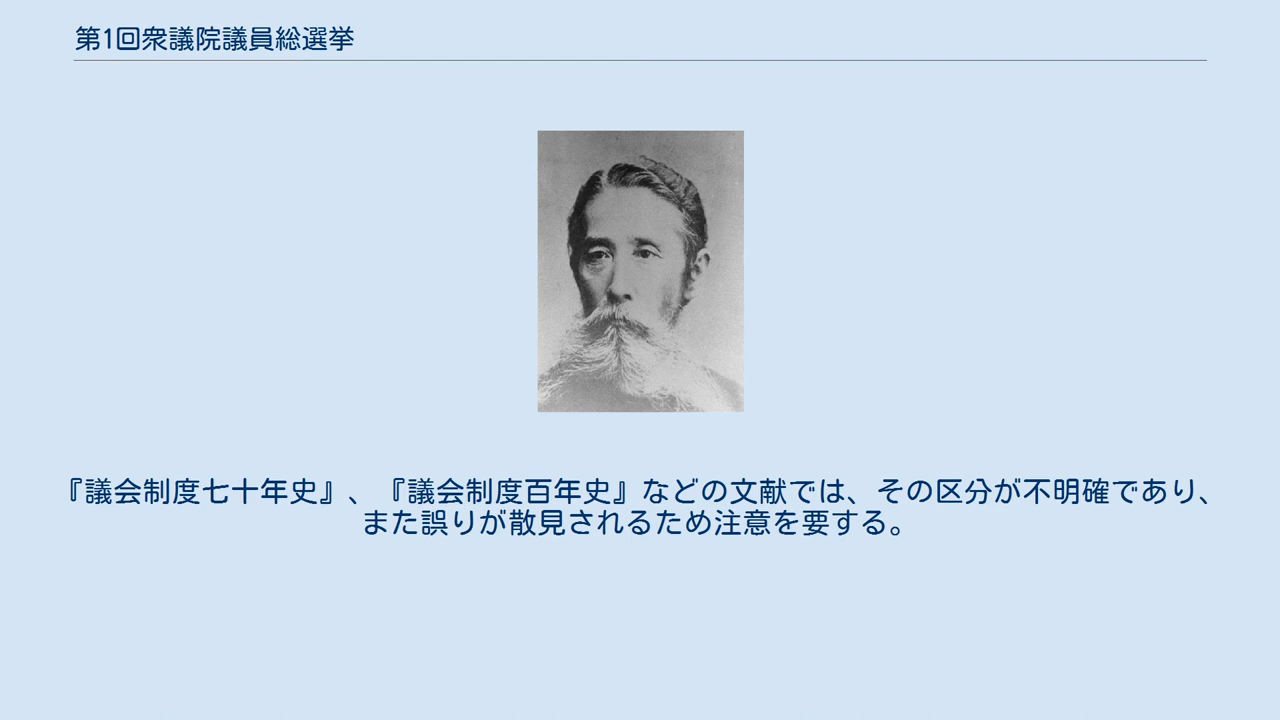 第1回衆議院議員総選挙
『議会制度七十年史』、『議会制度百年史』などの文献では、その区分が不明確であり、
また誤りが散見されるため注意を要する。